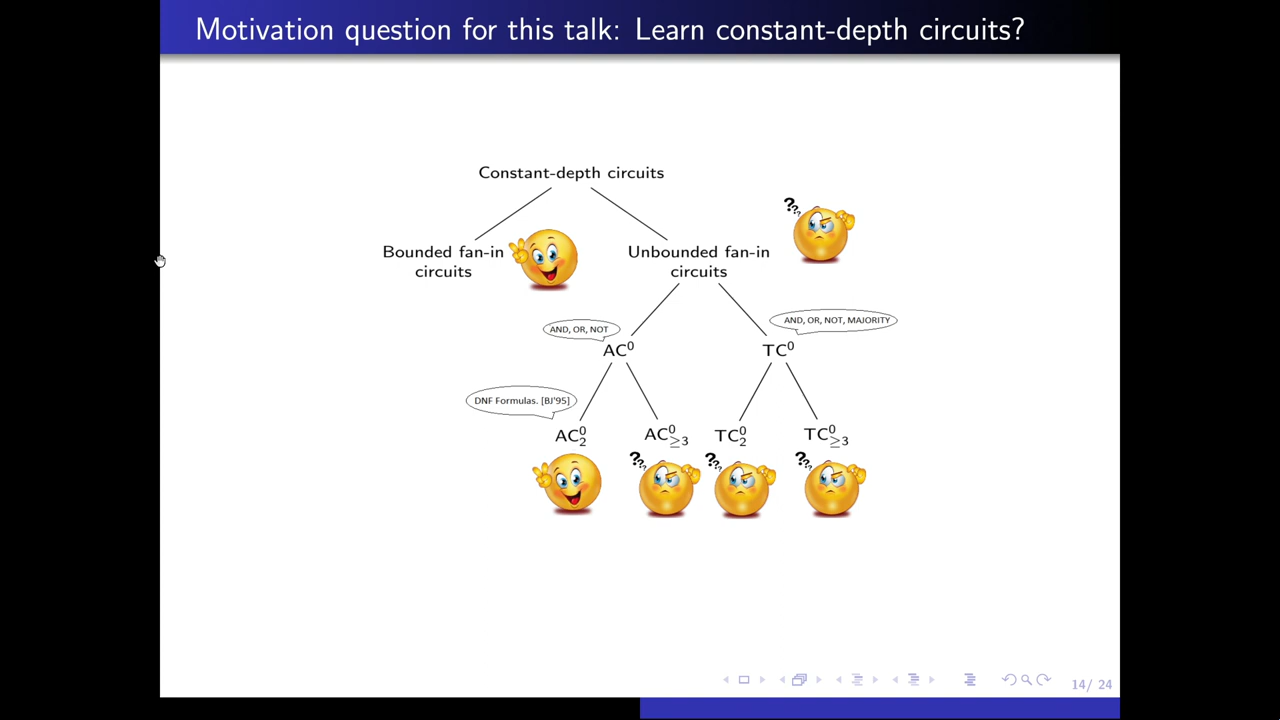 Motivation question for this talk: Learn constant-depth circuits?
Constant-depth circuits
???
Bounded fan-in
circuits
Unbounded fan-in
circuits
AND, OR, NOT
AND, OR, NOT, MAJORITY
AC⁰
TC⁰
DNF Formulas. [BJ'95]
AC⁰₂
AC⁰≥3
TC⁰₂
TC⁰≥3
???
???
???
14/ 24